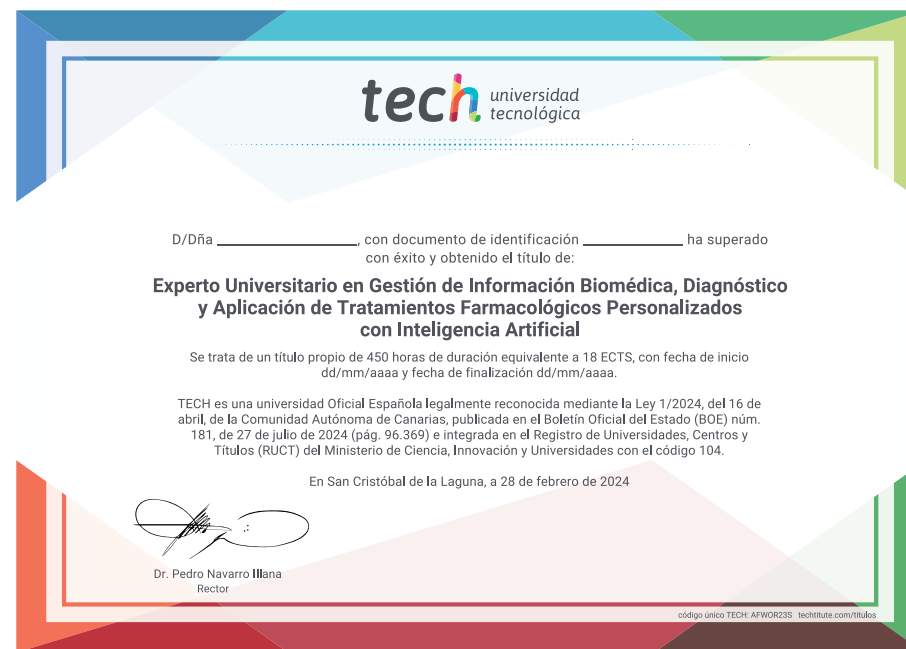 tech universidad
tecnológica
D/Dña ________________, con documento de identificación ____________ ha superado
con éxito y obtenido el título de:
Experto Universitario en Gestión de Información Biomédica, Diagnóstico
y Aplicación de Tratamientos Farmacológicos Personalizados
con Inteligencia Artificial
Se trata de un título propio de 450 horas de duración equivalente a 18 ECTS, con fecha de inicio
dd/mm/aaaa y fecha de finalización dd/mm/aaaa.
TECH es una universidad Oficial Española legalmente reconocida mediante la Ley 1/2024, del 16 de
abril, de la Comunidad Autónoma de Canarias, publicada en el Boletín Oficial del Estado (BOE) núm.
181, de 27 de julio de 2024 (pág. 96.369) e integrada en el Registro de Universidades, Centros y
Títulos (RUCT) del Ministerio de Ciencia, Innovación y Universidades con el código 104.
En San Cristóbal de la Laguna, a 28 de febrero de 2024
Dr. Pedro Navarro Illana
Rector
código único TECH: AFWOR23S techtitute.com/titulos